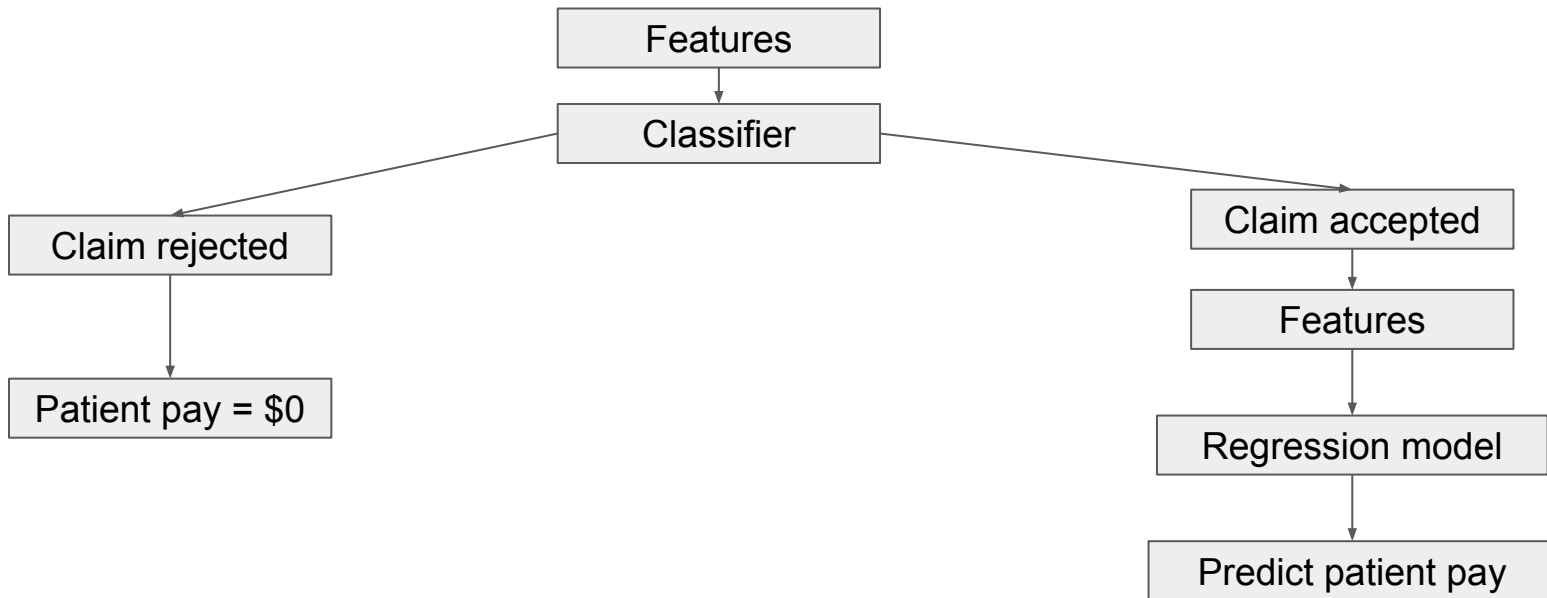 Features
Classifier
Claim rejected
Claim accepted
Features
Patient pay = $0
Regression model
Predict patient pay